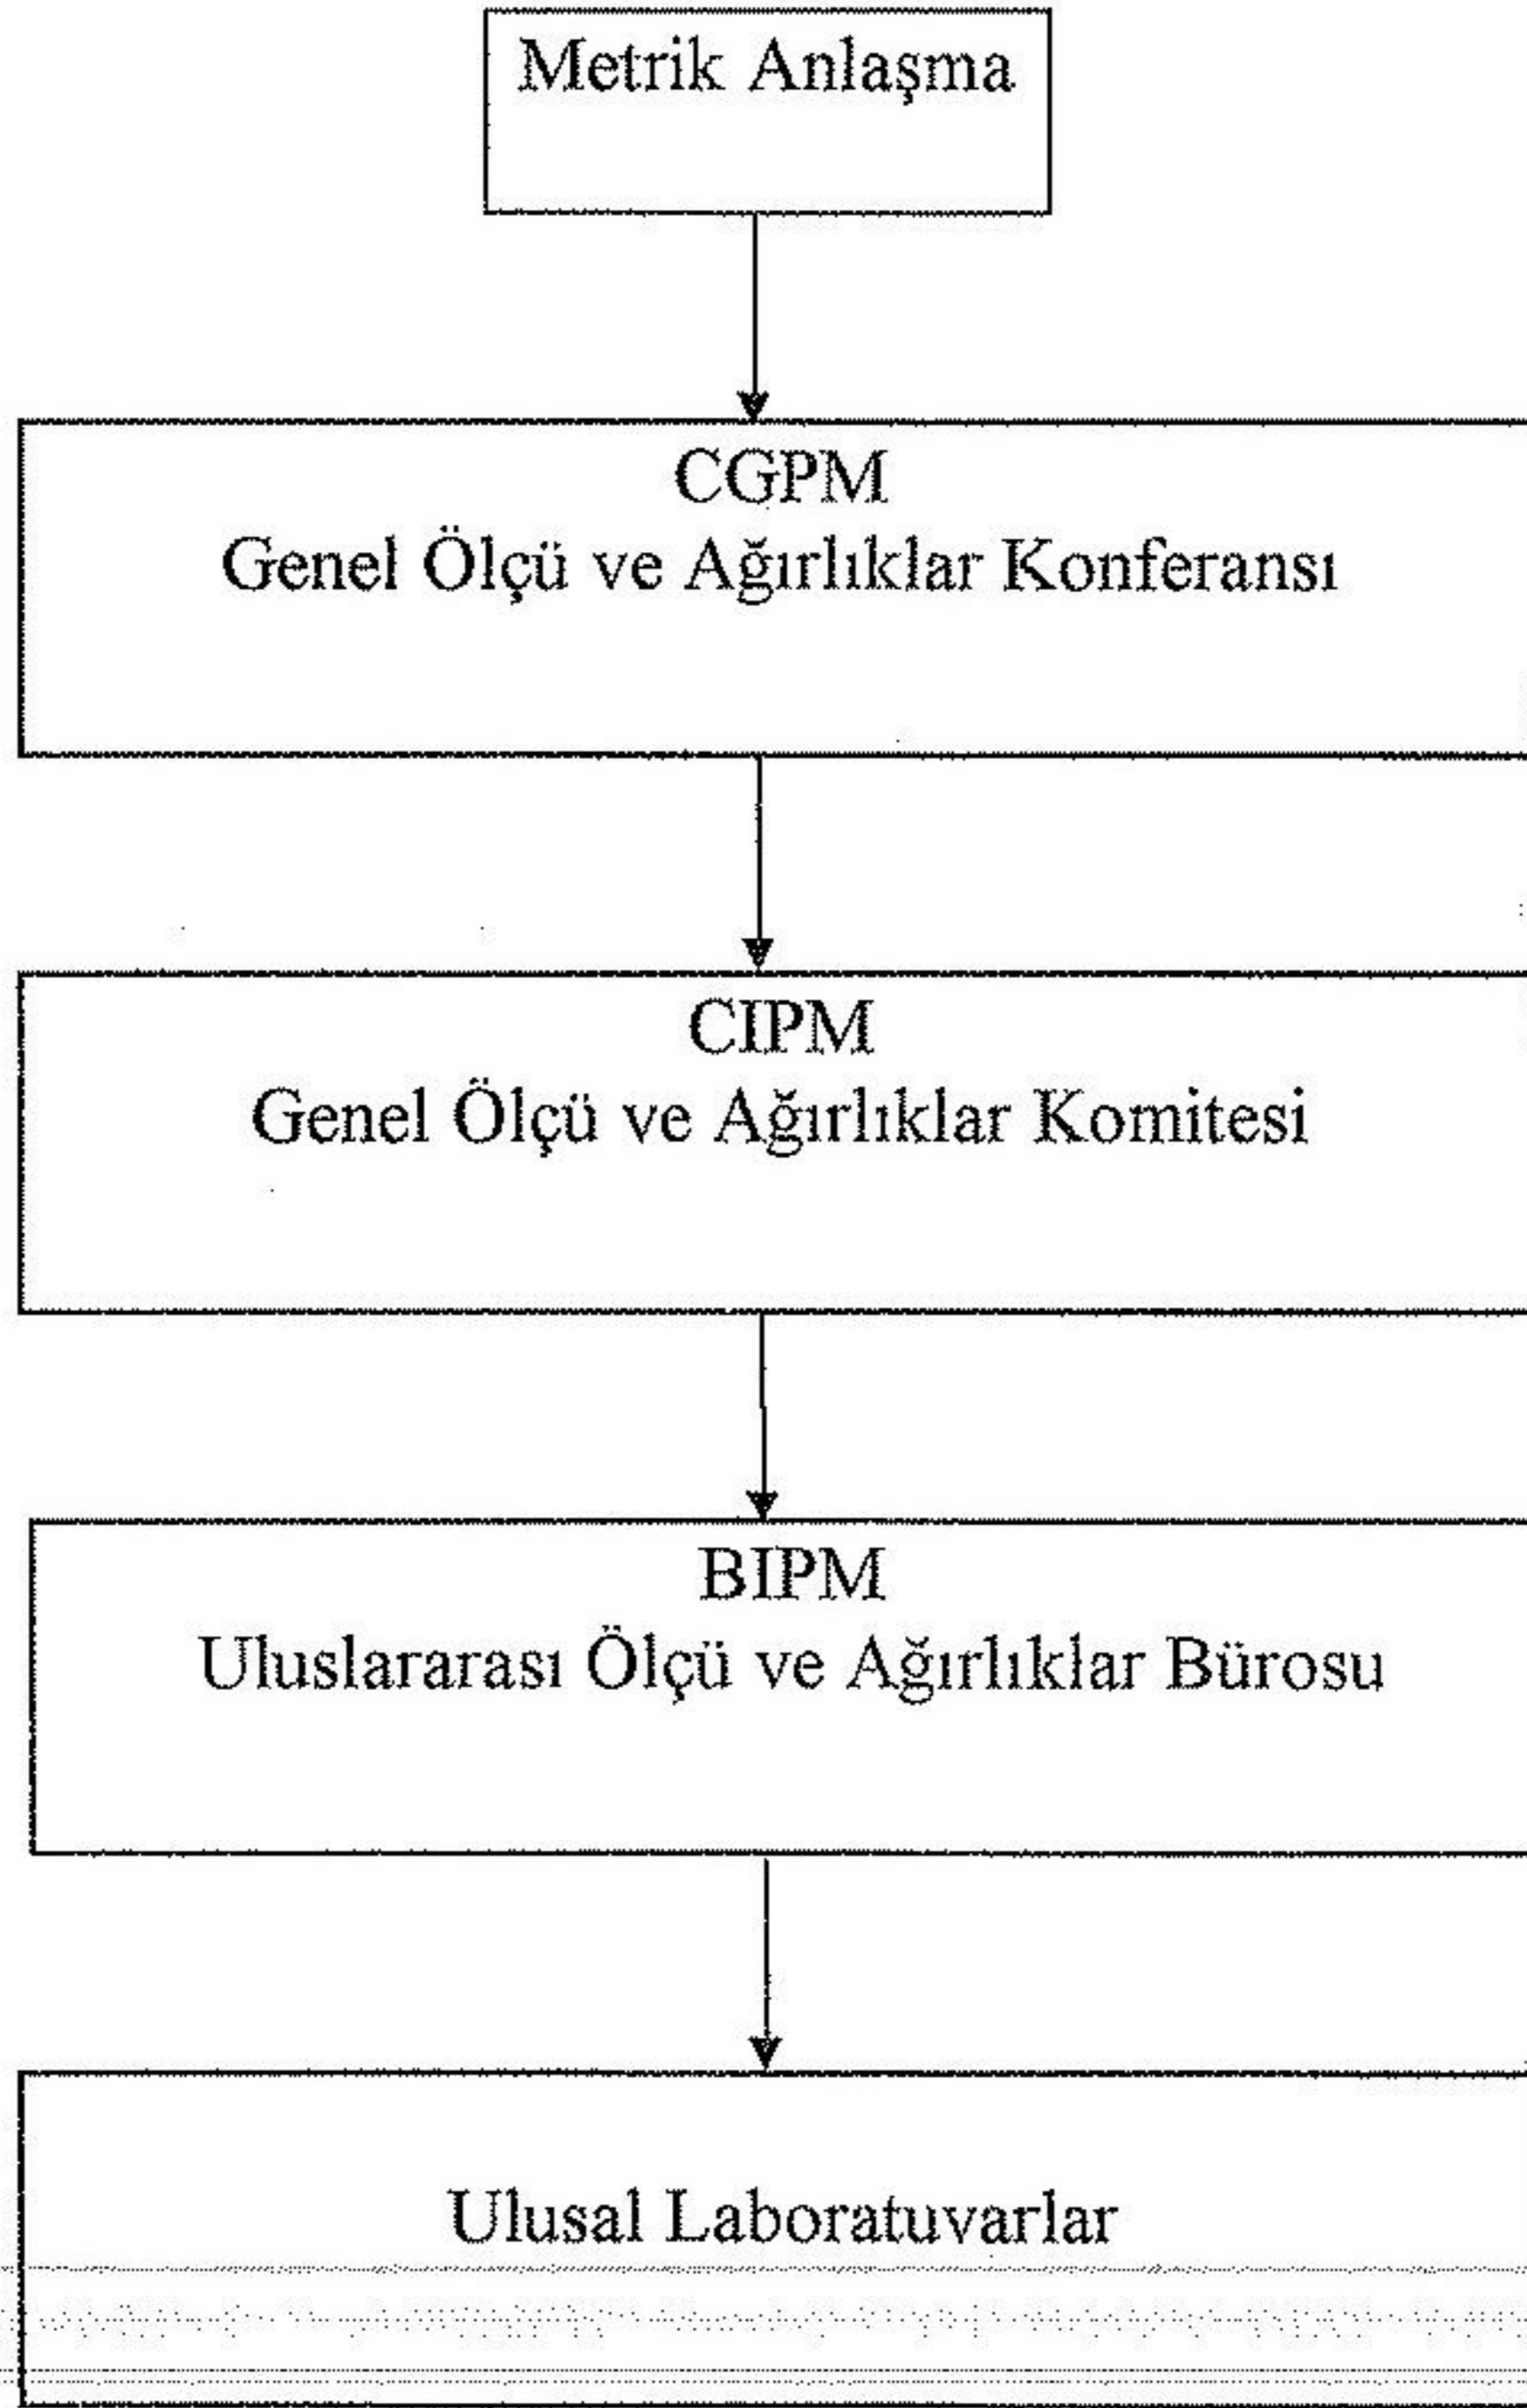 Metrik Anlaşma
CGPM
Genel Ölçü ve Ağırlıklar Konferansı
CIPM
Genel Ölçü ve Ağırlıklar Komitesi
BIPM
Uluslararası Ölçü ve Ağırlıklar Bürosu
Ulusal Laboratuvarlar